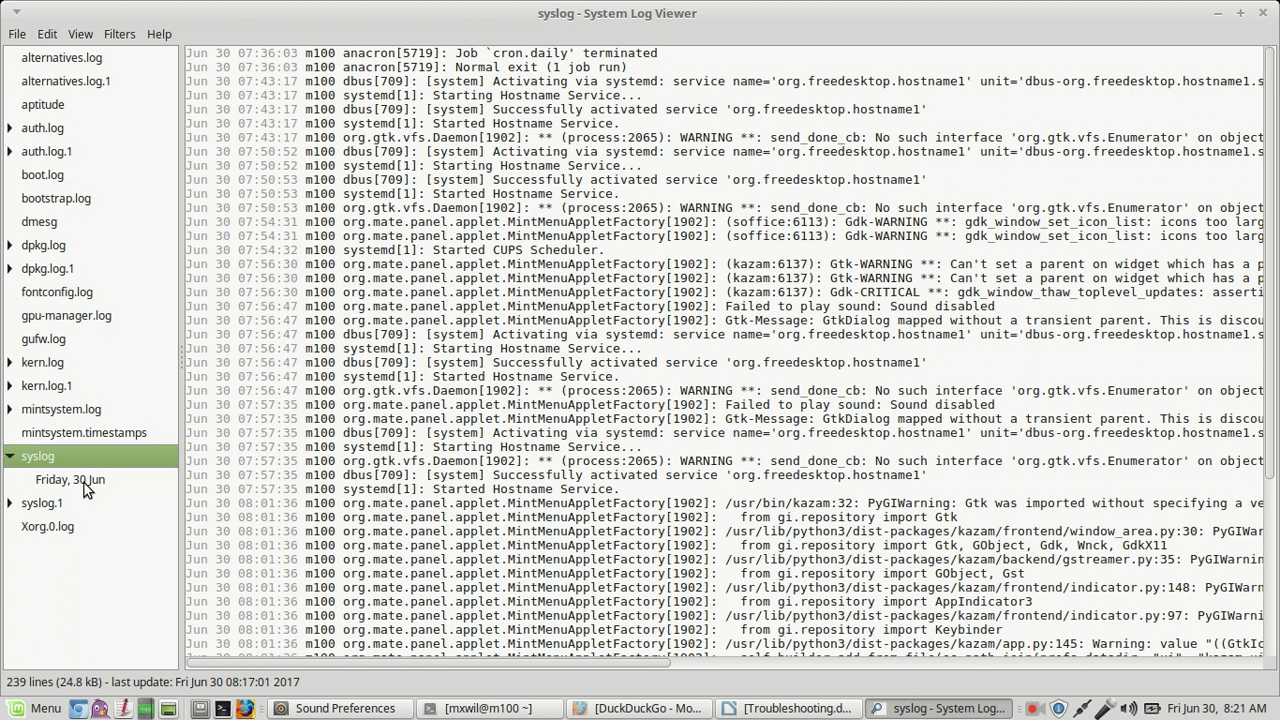 syslog - System Log Viewer
File Edit View Filters Help
alternatives.log
alternatives.log.1
aptitude
auth.log
auth.log.1
boot.log
bootstrap.log
dmesg
dpkg.log
dpkg.log.1
fontconfig.log
gpu-manager.log
gufw.log
kern.log
kern.log.1
mintsystem.log
mintsystem.timestamps
syslog
Friday, 30 Jun
syslog.1
Xorg.0.log
Jun 30 07:36:03 m100 anacron[5719]: Job `cron.daily' terminated
Jun 30 07:36:03 m100 anacron[5719]: Normal exit (1 job run)
Jun 30 07:43:17 m100 dbus[709]: [system] Activating via systemd: service name='org.freedesktop.hostname1' unit='dbus-org.freedesktop.hostname1.s
Jun 30 07:43:17 m100 systemd[1]: Starting Hostname Service...
Jun 30 07:43:17 m100 dbus[709]: [system] Successfully activated service 'org.freedesktop.hostname1'
Jun 30 07:43:17 m100 systemd[1]: Started Hostname Service.
Jun 30 07:43:17 m100 org.gtk.vfs.Daemon[1902]: ** (process:2065): WARNING **: send_done_cb: No such interface 'org.gtk.vfs.Enumerator' on object
Jun 30 07:50:52 m100 dbus[709]: [system] Activating via systemd: service name='org.freedesktop.hostname1' unit='dbus-org.freedesktop.hostname1.s
Jun 30 07:50:52 m100 systemd[1]: Starting Hostname Service...
Jun 30 07:50:53 m100 dbus[709]: [system] Successfully activated service 'org.freedesktop.hostname1'
Jun 30 07:50:53 m100 systemd[1]: Started Hostname Service.
Jun 30 07:50:53 m100 org.gtk.vfs.Daemon[1902]: ** (process:2065): WARNING **: send_done_cb: No such interface 'org.gtk.vfs.Enumerator' on object
Jun 30 07:54:31 m100 org.mate.panel.applet.MintMenuAppletFactory[1902]: (soffice:6113): Gdk-WARNING **: gdk_window_set_icon_list: icons too larg
Jun 30 07:54:31 m100 org.mate.panel.applet.MintMenuAppletFactory[1902]: (soffice:6113): Gdk-WARNING **: gdk_window_set_icon_list: icons too larg
Jun 30 07:54:32 m100 systemd[1]: Started CUPS Scheduler.
Jun 30 07:56:30 m100 org.mate.panel.applet.MintMenuAppletFactory[1902]: (kazam:6137): Gtk-WARNING **: Can't set a parent on widget which has a p
Jun 30 07:56:30 m100 org.mate.panel.applet.MintMenuAppletFactory[1902]: (kazam:6137): Gtk-WARNING **: Can't set a parent on widget which has a p
Jun 30 07:56:30 m100 org.mate.panel.applet.MintMenuAppletFactory[1902]: (kazam:6137): Gdk-CRITICAL **: gdk_window_thaw_toplevel_updates: asserti
Jun 30 07:56:47 m100 org.mate.panel.applet.MintMenuAppletFactory[1902]: Failed to play sound: Sound disabled
Jun 30 07:56:47 m100 org.mate.panel.applet.MintMenuAppletFactory[1902]: Gtk-Message: GtkDialog mapped without a transient parent. This is discou
Jun 30 07:56:47 m100 dbus[709]: [system] Activating via systemd: service name='org.freedesktop.hostname1' unit='dbus-org.freedesktop.hostname1.s
Jun 30 07:56:47 m100 systemd[1]: Starting Hostname Service...
Jun 30 07:56:47 m100 dbus[709]: [system] Successfully activated service 'org.freedesktop.hostname1'
Jun 30 07:56:47 m100 systemd[1]: Started Hostname Service.
Jun 30 07:56:47 m100 org.gtk.vfs.Daemon[1902]: ** (process:2065): WARNING **: send_done_cb: No such interface 'org.gtk.vfs.Enumerator' on object
Jun 30 07:57:35 m100 org.mate.panel.applet.MintMenuAppletFactory[1902]: Failed to play sound: Sound disabled
Jun 30 07:57:35 m100 org.mate.panel.applet.MintMenuAppletFactory[1902]: Gtk-Message: GtkDialog mapped without a transient parent. This is discou
Jun 30 07:57:35 m100 dbus[709]: [system] Activating via systemd: service name='org.freedesktop.hostname1' unit='dbus-org.freedesktop.hostname1.s
Jun 30 07:57:35 m100 systemd[1]: Starting Hostname Service...
Jun 30 07:57:35 m100 org.gtk.vfs.Daemon[1902]: ** (process:2065): WARNING **: send_done_cb: No such interface 'org.gtk.vfs.Enumerator' on object
Jun 30 07:57:35 m100 dbus[709]: [system] Successfully activated service 'org.freedesktop.hostname1'
Jun 30 07:57:35 m100 systemd[1]: Started Hostname Service.
Jun 30 08:01:36 m100 org.mate.panel.applet.MintMenuAppletFactory[1902]: /usr/bin/kazam:32: PyGIWarning: Gtk was imported without specifying a ve
Jun 30 08:01:36 m100 org.mate.panel.applet.MintMenuAppletFactory[1902]: from gi.repository import Gtk
Jun 30 08:01:36 m100 org.mate.panel.applet.MintMenuAppletFactory[1902]: /usr/lib/python3/dist-packages/kazam/frontend/window_area.py:30: PyGIWar
Jun 30 08:01:36 m100 org.mate.panel.applet.MintMenuAppletFactory[1902]: from gi.repository import Gtk, GObject, Gdk, Wnck, GdkX11
Jun 30 08:01:36 m100 org.mate.panel.applet.MintMenuAppletFactory[1902]: /usr/lib/python3/dist-packages/kazam/backend/gstreamer.py:35: PyGIWarnin
Jun 30 08:01:36 m100 org.mate.panel.applet.MintMenuAppletFactory[1902]: from gi.repository import GObject, Gst
Jun 30 08:01:36 m100 org.mate.panel.applet.MintMenuAppletFactory[1902]: /usr/lib/python3/dist-packages/kazam/frontend/indicator.py:148: PyGIWarn
Jun 30 08:01:36 m100 org.mate.panel.applet.MintMenuAppletFactory[1902]: from gi.repository import AppIndicator3
Jun 30 08:01:36 m100 org.mate.panel.applet.MintMenuAppletFactory[1902]: /usr/lib/python3/dist-packages/kazam/frontend/indicator.py:97: PyGIWarni
Jun 30 08:01:36 m100 org.mate.panel.applet.MintMenuAppletFactory[1902]: from gi.repository import Keybinder
Jun 30 08:01:36 m100 org.mate.panel.applet.MintMenuAppletFactory[1902]: /usr/lib/python3/dist-packages/kazam/app.py:145: Warning: value "((GtkIc
239 lines (24.8 kB) - last update: Fri Jun 30 08:17:01 2017
Menu Sound Preferences [mxwil@m100 ~] [DuckDuckGo - Mo... [Troubleshooting.d... syslog - System Log... Fri Jun 30, 8:21 AM